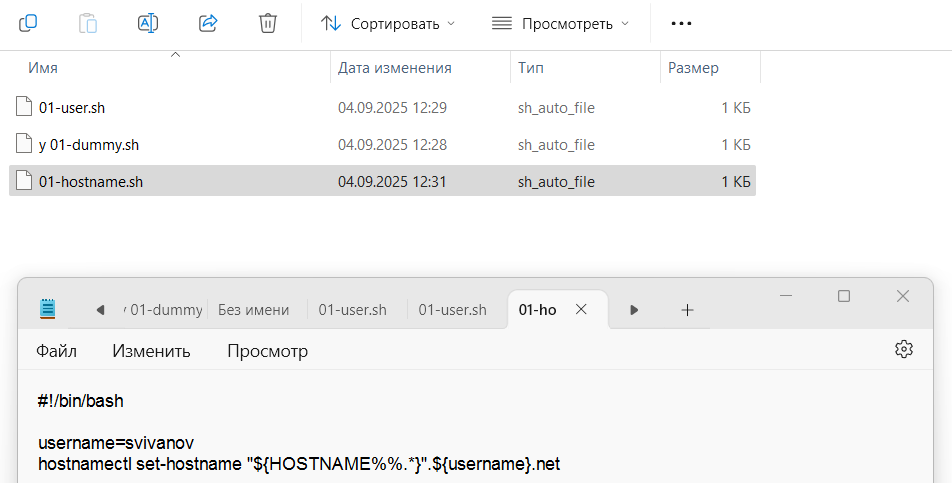 Сортировать Просмотреть
Имя Дата изменения Тип Размер
01-user.sh 04.09.2025 12:29 sh_auto_file 1 КБ
y 01-dummy.sh 04.09.2025 12:28 sh_auto_file 1 КБ
01-hostname.sh 04.09.2025 12:31 sh_auto_file 1 КБ
y 01-dummy Без имени 01-user.sh 01-user.sh 01-ho
Файл Изменить Просмотр
#!/bin/bash
username=svivanov
hostnamectl set-hostname "${HOSTNAME%%.*}".${username}.net